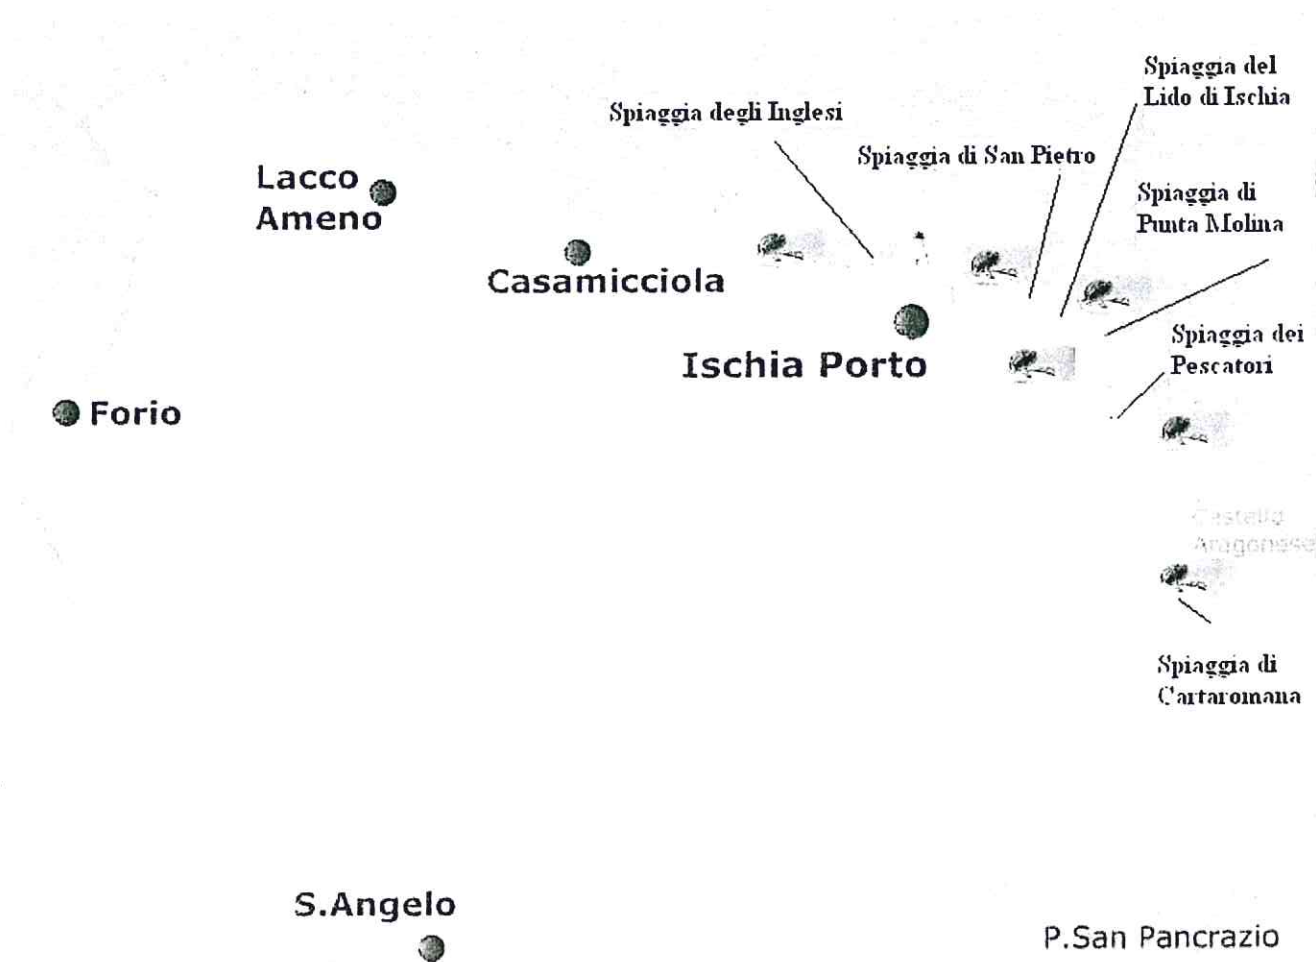 Spiaggia del
Lido di Ischia
Spiaggia degli Inglesi
Spiaggia di San Pietro
Lacco
Ameno
Spiaggia di
Punta Molina
Casamicciola
Spiaggia dei
Pescatori
Ischia Porto
Forio
Castello
Aragonese
Spiaggia di
Cartaromana
S.Angelo
P.San Pancrazio